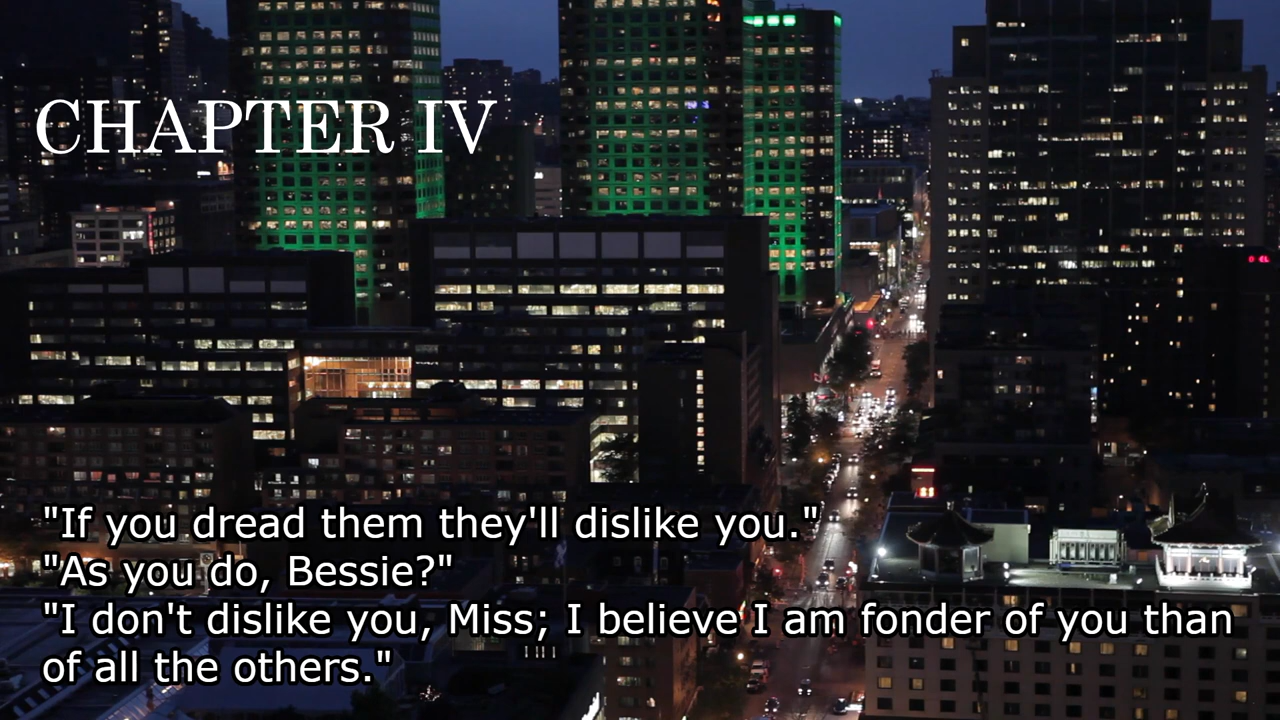 CHAPTER IV
"If you dread them they'll dislike you."
"As you do, Bessie?"
"I don't dislike you, Miss; I believe I am fonder of you than
of all the others."